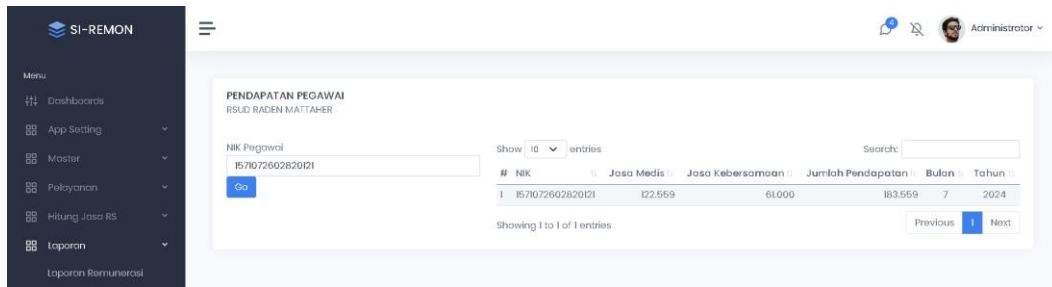 SI-REMON
4
Administrator
Menu
Dashboards
App Setting
Master
Pelayanan
Hitung Jasa RS
Laporan
Laporan Remunerasi
PENDAPATAN PEGAWAI
RSUD RADEN MATTAHER
NIK Pegawai
1571072602820121
Go
Show 10 entries
Search:
# NIK Jasa Medis Jasa Kebersamaan Jumlah Pendapatan Bulan Tahun
1 1571072602820121 122.559 61.000 183.559 7 2024
Showing 1 to 1 of 1 entries
Previous 1 Next